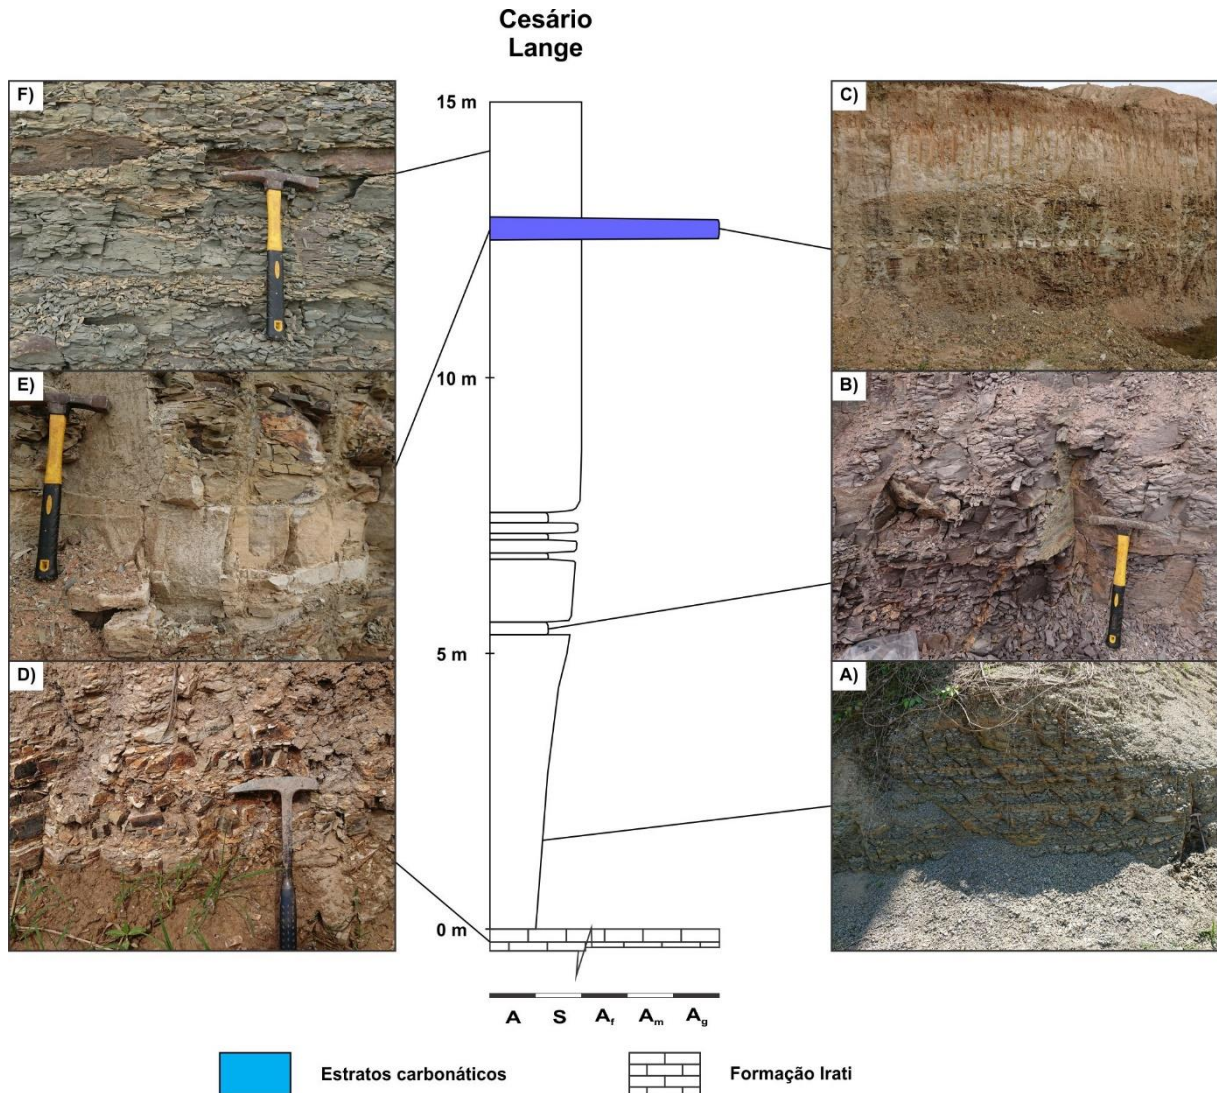 Cesário
Lange
F)
C)
15 m
10 m
E)
B)
5 m
D)
A)
0 m
A S Af Am Ag
Estratos carbonáticos
Formação Irati